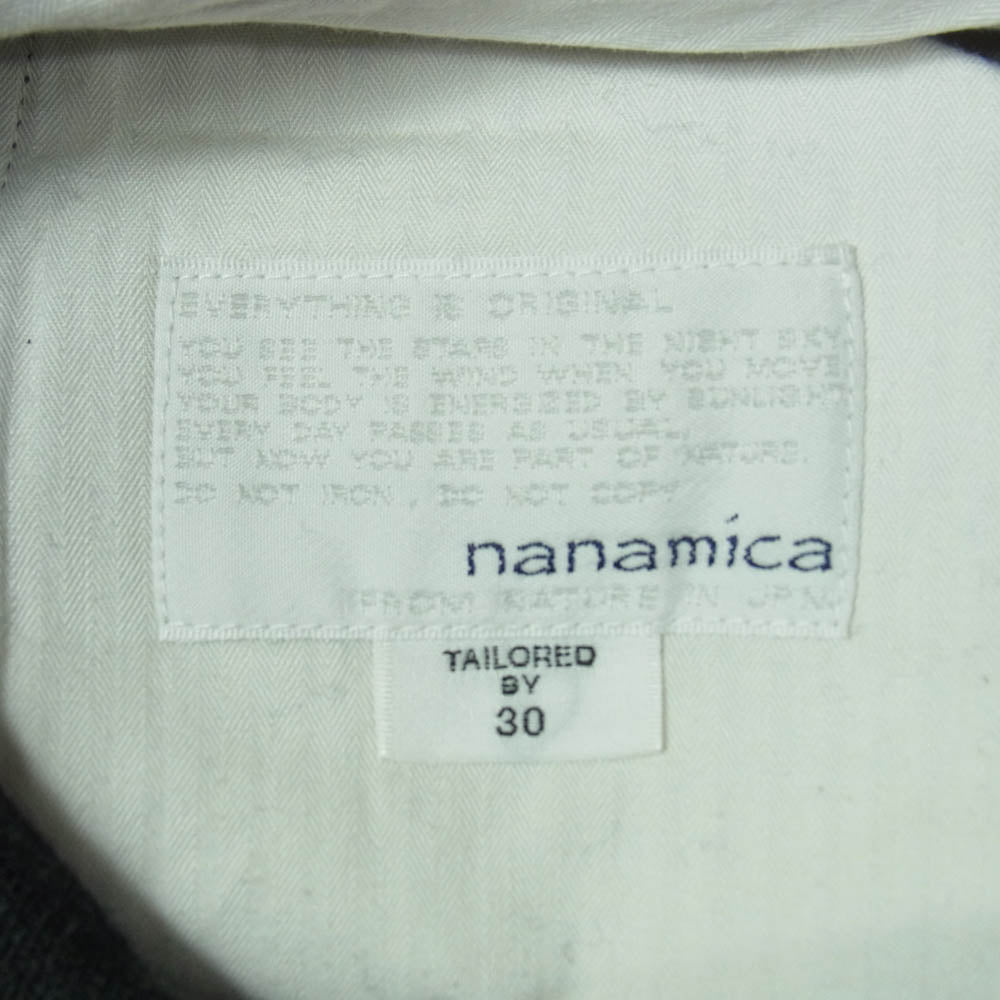 EVERYTHING IS ORIGINAL
YOU SEE THE STARS IN THE NIGHT SKY
YOU FEEL THE WIND WHEN YOU MOVE
YOUR BODY IS ENERGIZED BY SUNLIGHT
EVERY DAY PASSES AS USUAL,
BUT NOW YOU ARE PART OF NATURE.
DO NOT IRON, DO NOT COPY
nanamica
FROM NATURE IN JPN.
TAILORED
BY
30